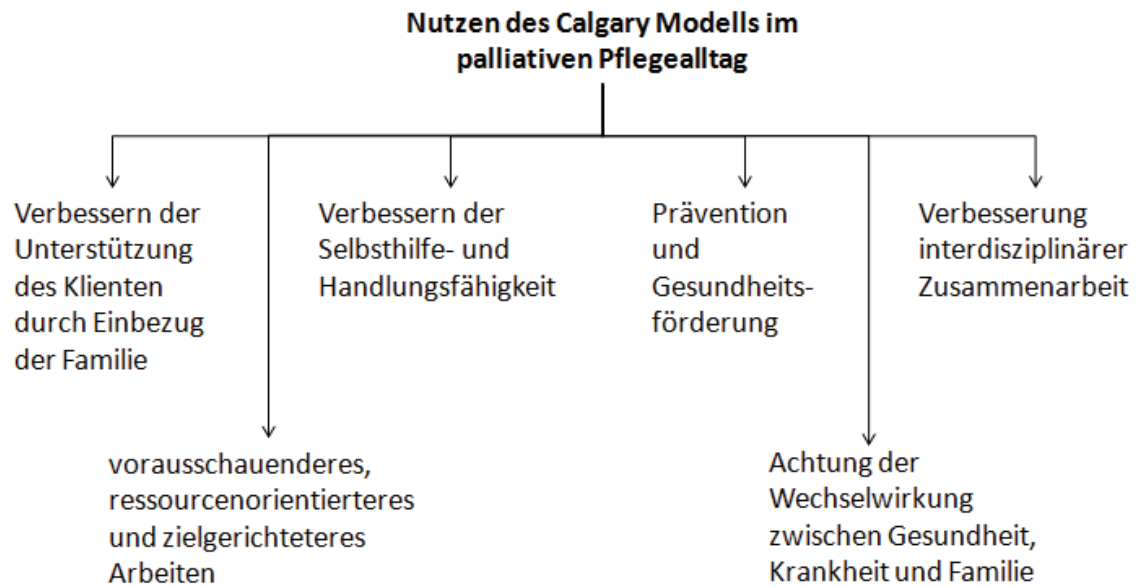 Nutzen des Calgary Modells im
palliativen Pflegealltag
Verbessern der
Unterstützung
des Klienten
durch Einbezug
der Familie
Verbessern der
Selbsthilfe- und
Handlungsfähigkeit
Prävention
und
Gesundheits-
förderung
Verbesserung
interdisziplinärer
Zusammenarbeit
vorausschauenderes,
ressourcenorientierteres
und zielgerichteteres
Arbeiten
Achtung der
Wechselwirkung
zwischen Gesundheit,
Krankheit und Familie